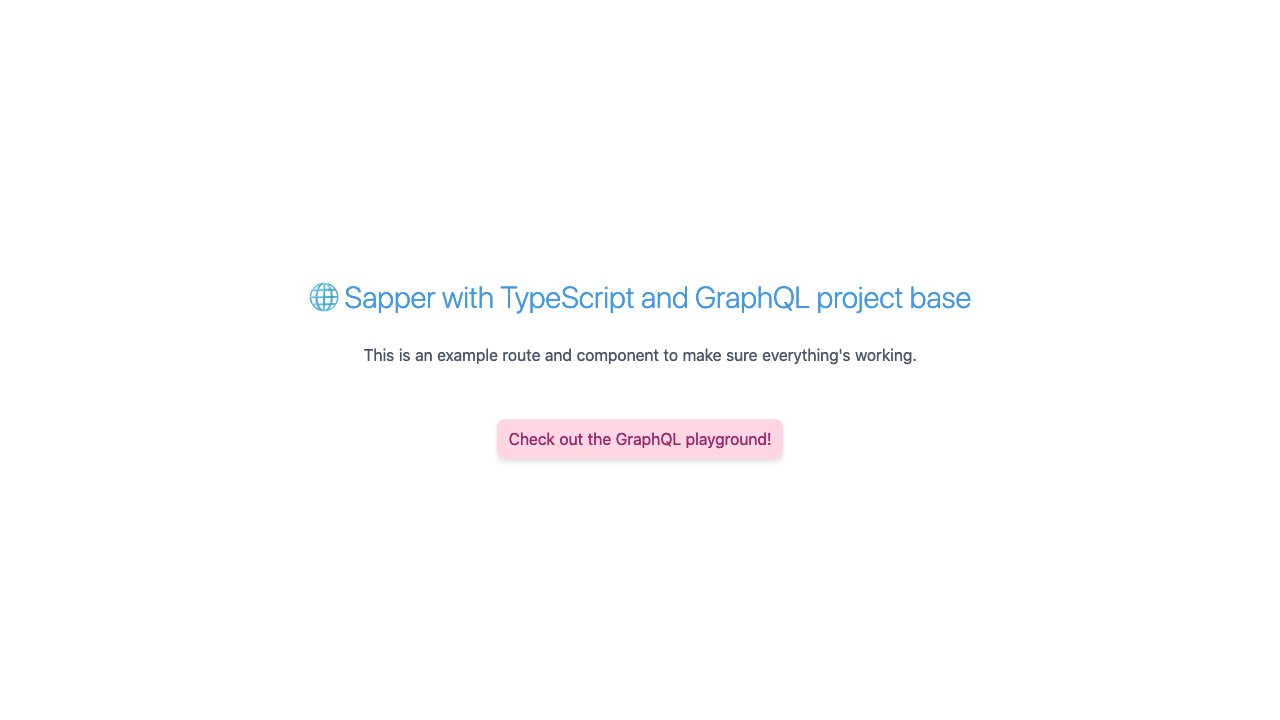 🌐 Sapper with TypeScript and GraphQL project base
This is an example route and component to make sure everything's working.
Check out the GraphQL playground!